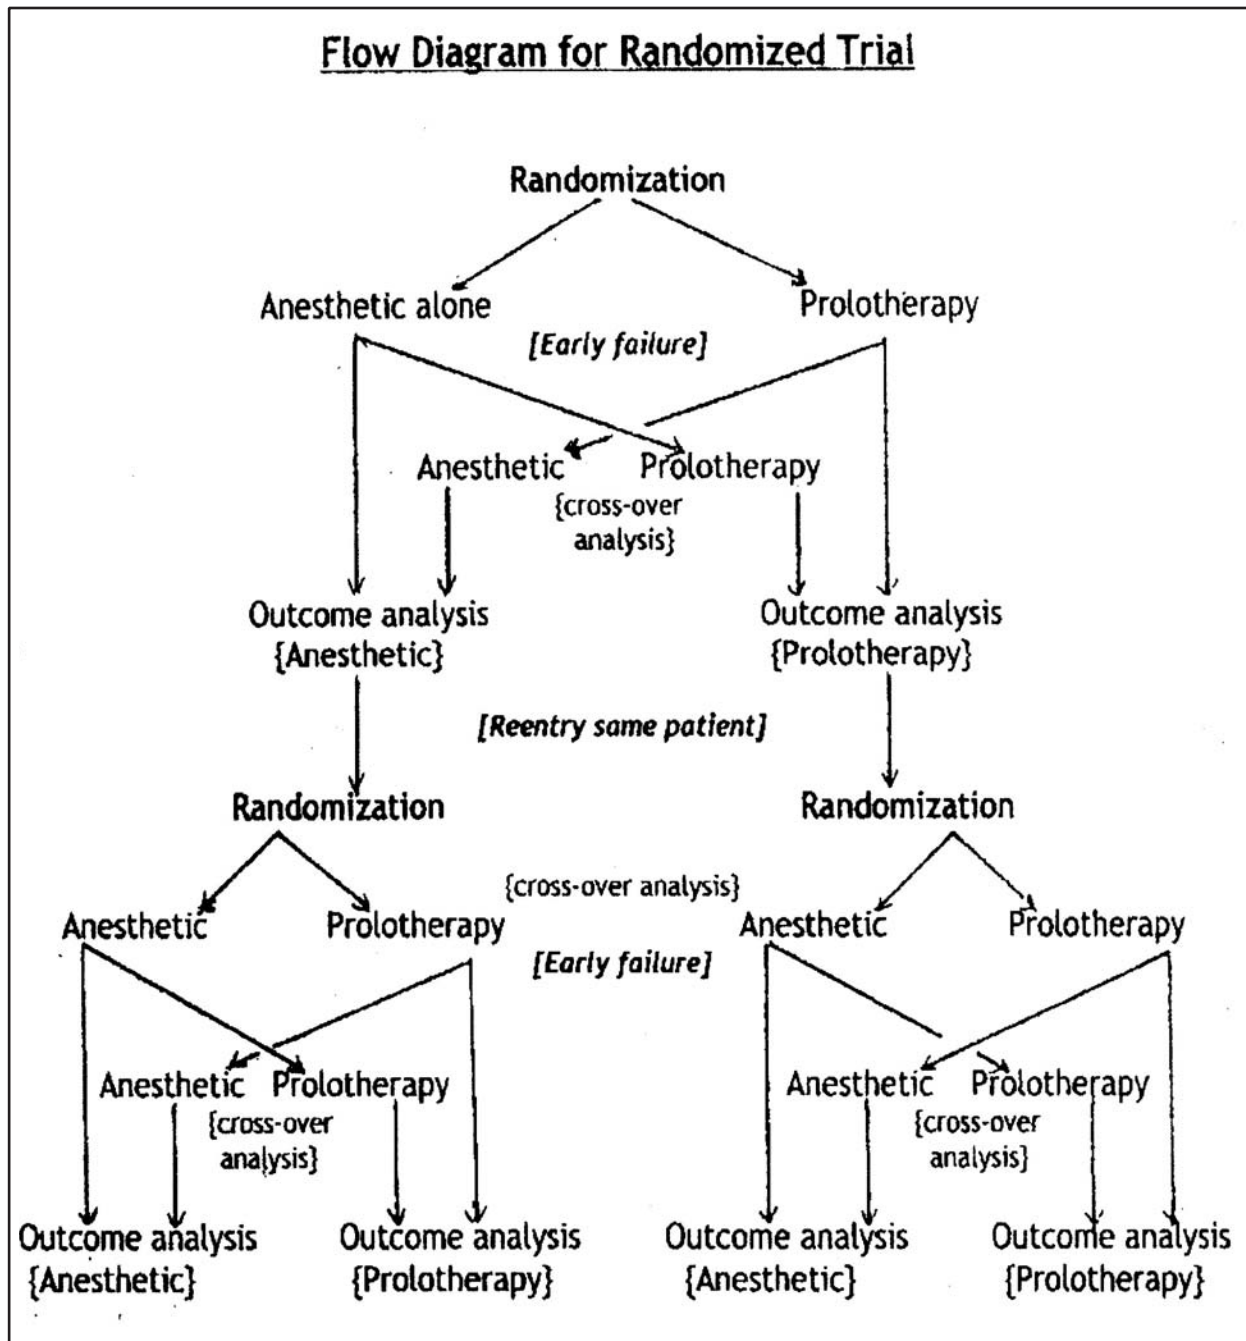 Flow Diagram for Randomized Trial
Randomization
Anesthetic alone
Prolotherapy
[Early failure]
Anesthetic
Prolotherapy
{cross-over
analysis}
Outcome analysis
{Anesthetic}
Outcome analysis
{Prolotherapy}
[Reentry same patient]
Randomization
Randomization
{cross-over analysis}
Anesthetic
Prolotherapy
Anesthetic
Prolotherapy
[Early failure]
Anesthetic
Prolotherapy
{cross-over
analysis}
Anesthetic
Prolotherapy
{cross-over
analysis}
Outcome analysis
{Anesthetic}
Outcome analysis
{Prolotherapy}
Outcome analysis
{Anesthetic}
Outcome analysis
{Prolotherapy}